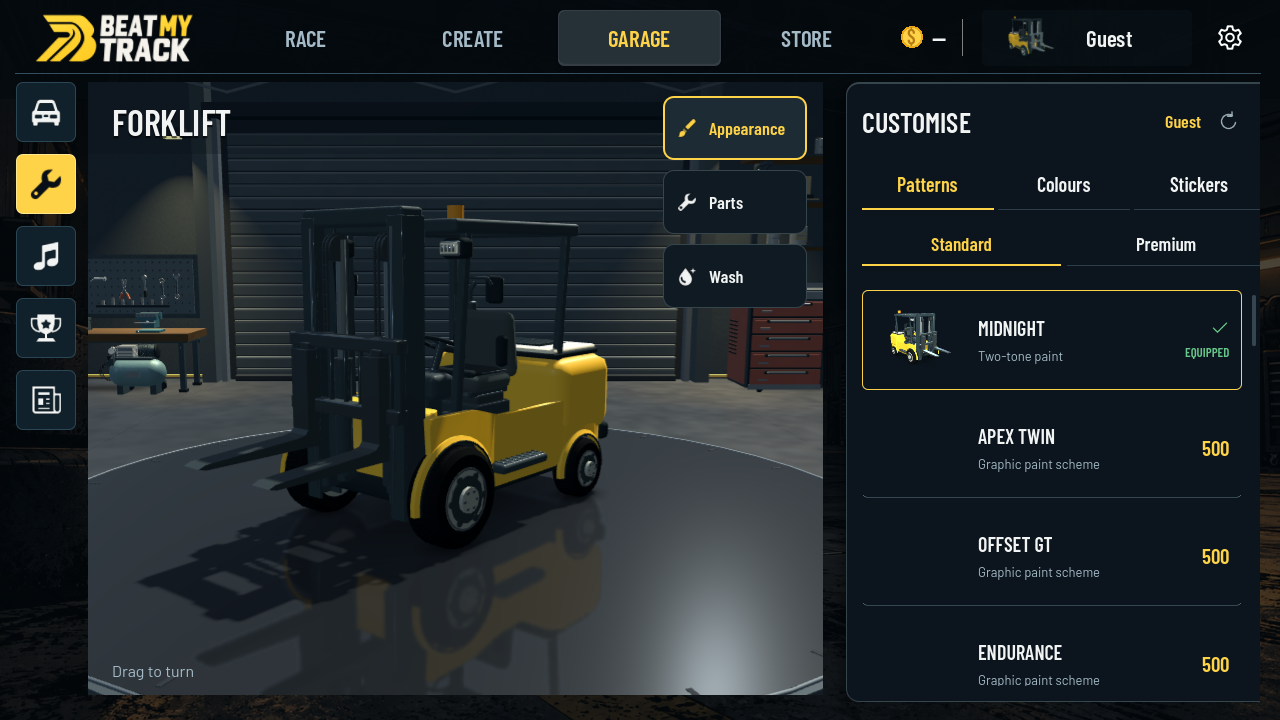 BEAT MY
TRACK
RACE
CREATE
GARAGE
STORE
$ –
Guest
FORKLIFT
Appearance
Parts
Wash
Drag to turn
CUSTOMISE
Guest
Patterns
Colours
Stickers
Standard
Premium
MIDNIGHT
Two-tone paint
EQUIPPED
APEX TWIN
Graphic paint scheme
500
OFFSET GT
Graphic paint scheme
500
ENDURANCE
Graphic paint scheme
500